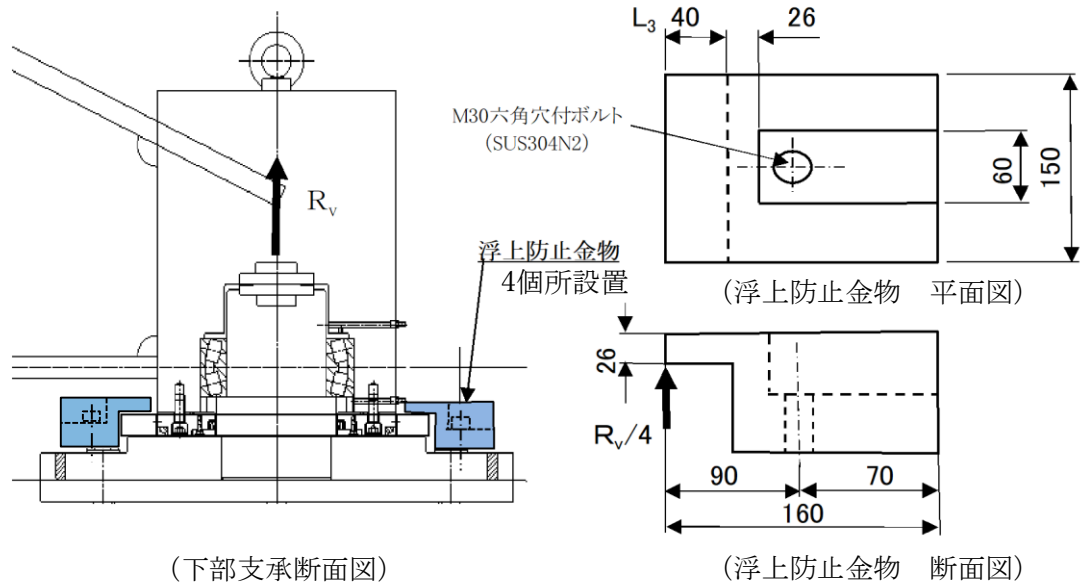 Rv
浮上防止金物
4個所設置
(下部支承断面図)
L3 40 26
M30六角穴付ボルト
(SUS304N2)
60 150
(浮上防止金物 平面図)
26
Rv/4
90 70
160
(浮上防止金物 断面図)